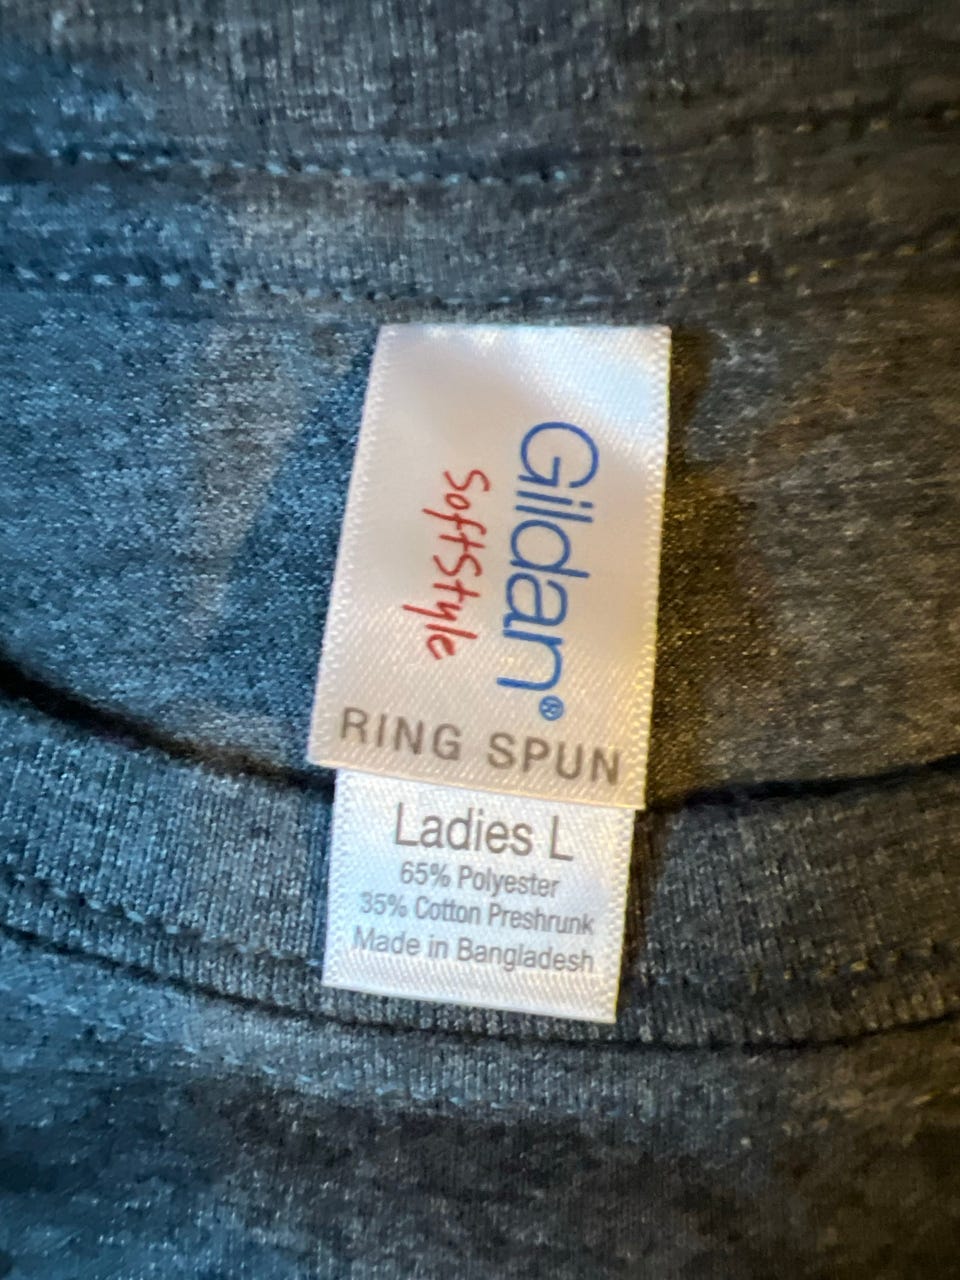 Gildan®
SoftStyle
RING SPUN
Ladies L
65% Polyester
35% Cotton Preshrunk
Made in Bangladesh